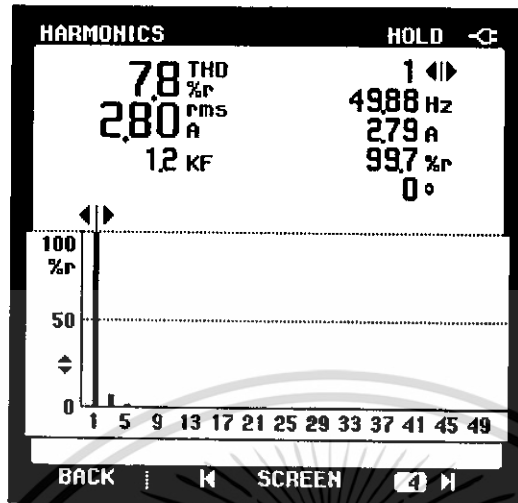 HARMONICS HOLD
7.8 THD %r
2.80 rms A
1.2 KF
1
49.88 Hz
2.79 A
99.7 %r
0 °
100
%r
50
0
1 5 9 13 17 21 25 29 33 37 41 45 49
BACK SCREEN 4